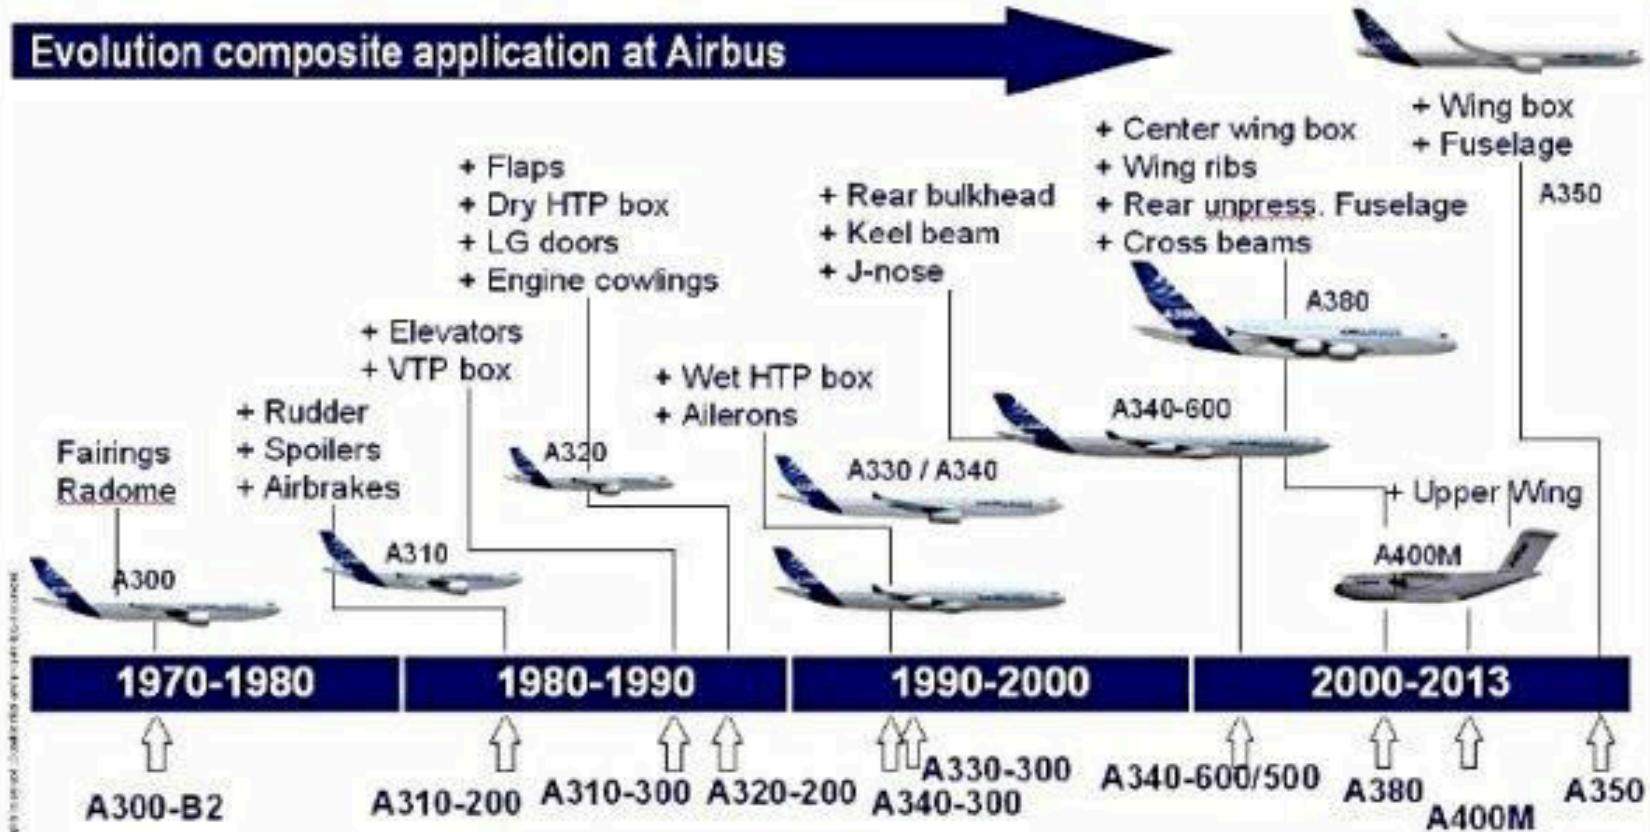 Evolution composite application at Airbus
+ Wing box
+ Fuselage
A350
+ Center wing box
+ Wing ribs
+ Rear unpress. Fuselage
+ Cross beams
A380
+ Flaps
+ Dry HTP box
+ LG doors
+ Engine cowlings
A320
+ Rear bulkhead
+ Keel beam
+ J-nose
A340-600
+ Elevators
+ VTP box
+ Wet HTP box
+ Ailerons
A330 / A340
+ Rudder
+ Spoilers
+ Airbrakes
A310
Fairings
Radome
A300
+ Upper Wing
A400M
1970-1980
1980-1990
1990-2000
2000-2013
A300-B2
A310-200
A310-300
A320-200
A330-300
A340-300
A340-600/500
A380
A400M
A350